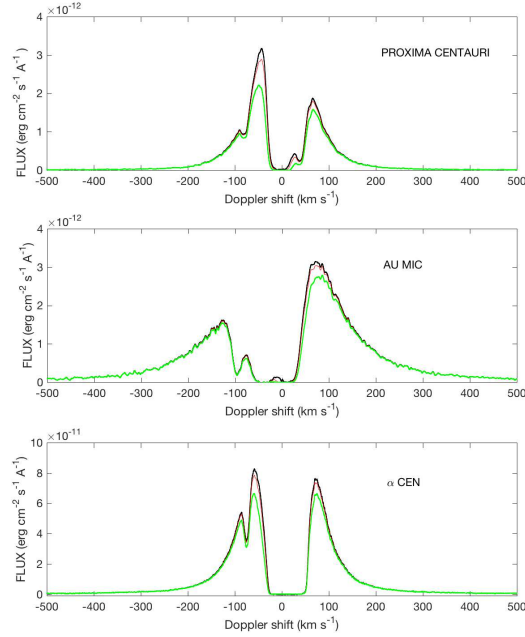 ×10⁻¹²
4
3
2
1
0
FLUX (erg cm⁻² s⁻¹ A⁻¹)
PROXIMA CENTAURI
-500 -400 -300 -200 -100 0 100 200 300 400 500
Doppler shift (km s⁻¹)
×10⁻¹²
4
3
2
1
0
FLUX (erg cm⁻² s⁻¹ A⁻¹)
AU MIC
-500 -400 -300 -200 -100 0 100 200 300 400 500
Doppler shift (km s⁻¹)
×10⁻¹¹
10
8
6
4
2
0
FLUX (erg cm⁻² s⁻¹ A⁻¹)
α CEN
-500 -400 -300 -200 -100 0 100 200 300 400 500
Doppler shift (km s⁻¹)